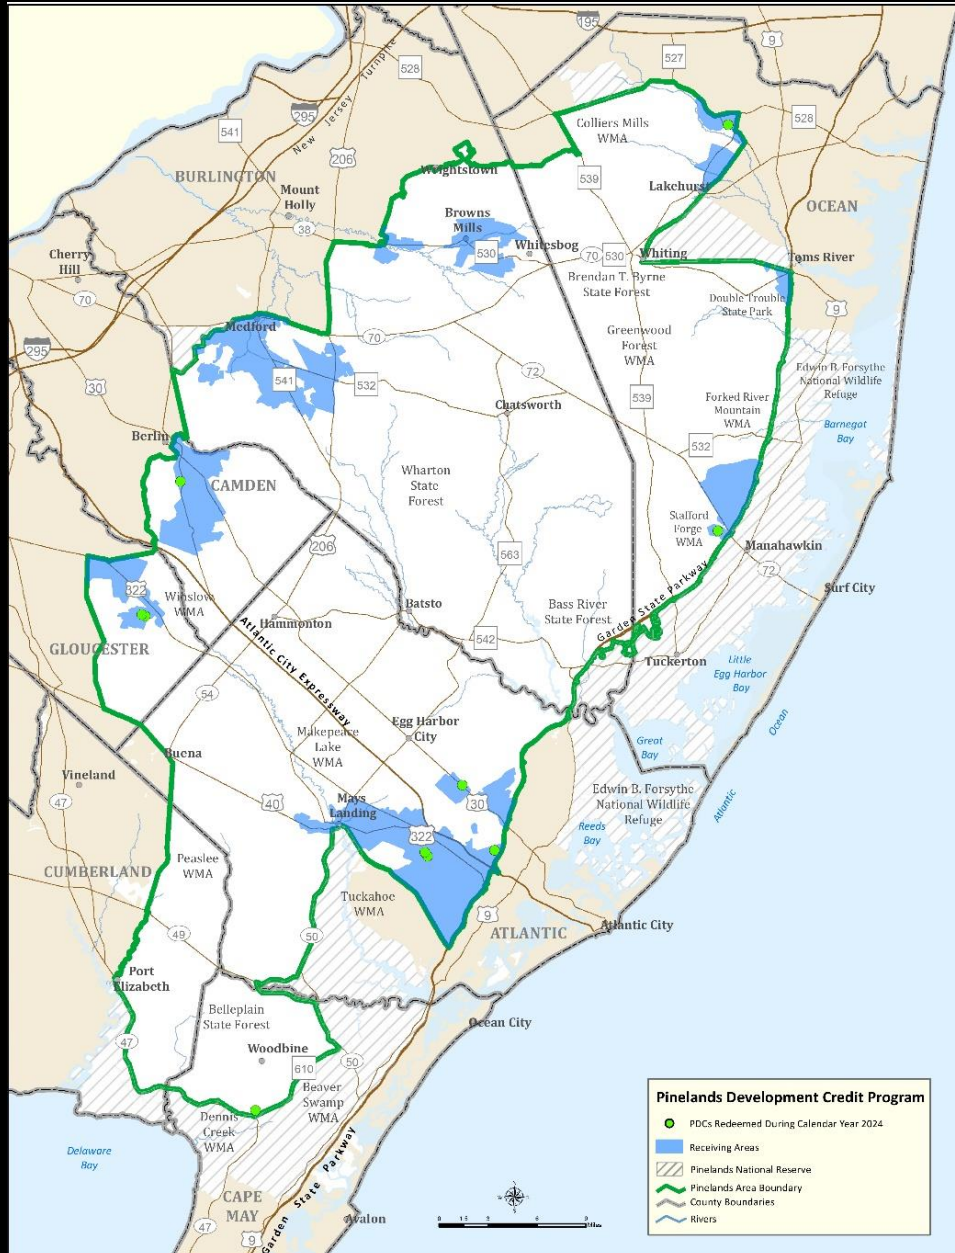 195
9
527
528
528
New Jersey Turnpike
295
541
206
Colliers Mills
WMA
BURLINGTON
Wrightstown
539
Mount
Holly
Lakehurst
OCEAN
Browns
Mills
38
Whitesbog
530
70
530
Whiting
Toms River
Cherry
Hill
70
Brendan T. Byrne
State Forest
Double Trouble
State Park
9
Medford
Greenwood
Forest
WMA
70
295
Edwin B. Forsythe
National Wildlife
Refuge
30
541
532
72
539
Forked River
Mountain
WMA
Chatsworth
Barnegat
Bay
Berlin
532
CAMDEN
Wharton
State
Forest
Stafford
Forge
WMA
206
563
Manahawkin
72
322
Surf City
Winslow
WMA
Batsto
Bass River
State Forest
Garden State Parkway
Hammonton
542
GLOUCESTER
Atlantic City Expressway
Tuckerton
Little
Egg Harbor
Bay
54
Egg Harbor
City
Ocean
Makepeace
Lake
WMA
Great
Bay
Buena
Vineland
47
40
Mays
Landing
30
Edwin B. Forsythe
National Wildlife
Refuge
Atlantic
322
Reeds
Bay
Peaslee
WMA
CUMBERLAND
Tuckahoe
WMA
9
Atlantic City
ATLANTIC
49
50
Port
Elizabeth
Belleplain
State Forest
Ocean City
47
Woodbine
50
610
Beaver
Swamp
WMA
Dennis
Creek
WMA
Delaware
Bay
CAPE
MAY
Garden State Parkway
47
9
Avalon
Pinelands Development Credit Program
PDCs Redeemed During Calendar Year 2024
Receiving Areas
Pinelands National Reserve
Pinelands Area Boundary
County Boundaries
Rivers
0
3
6
9
Miles